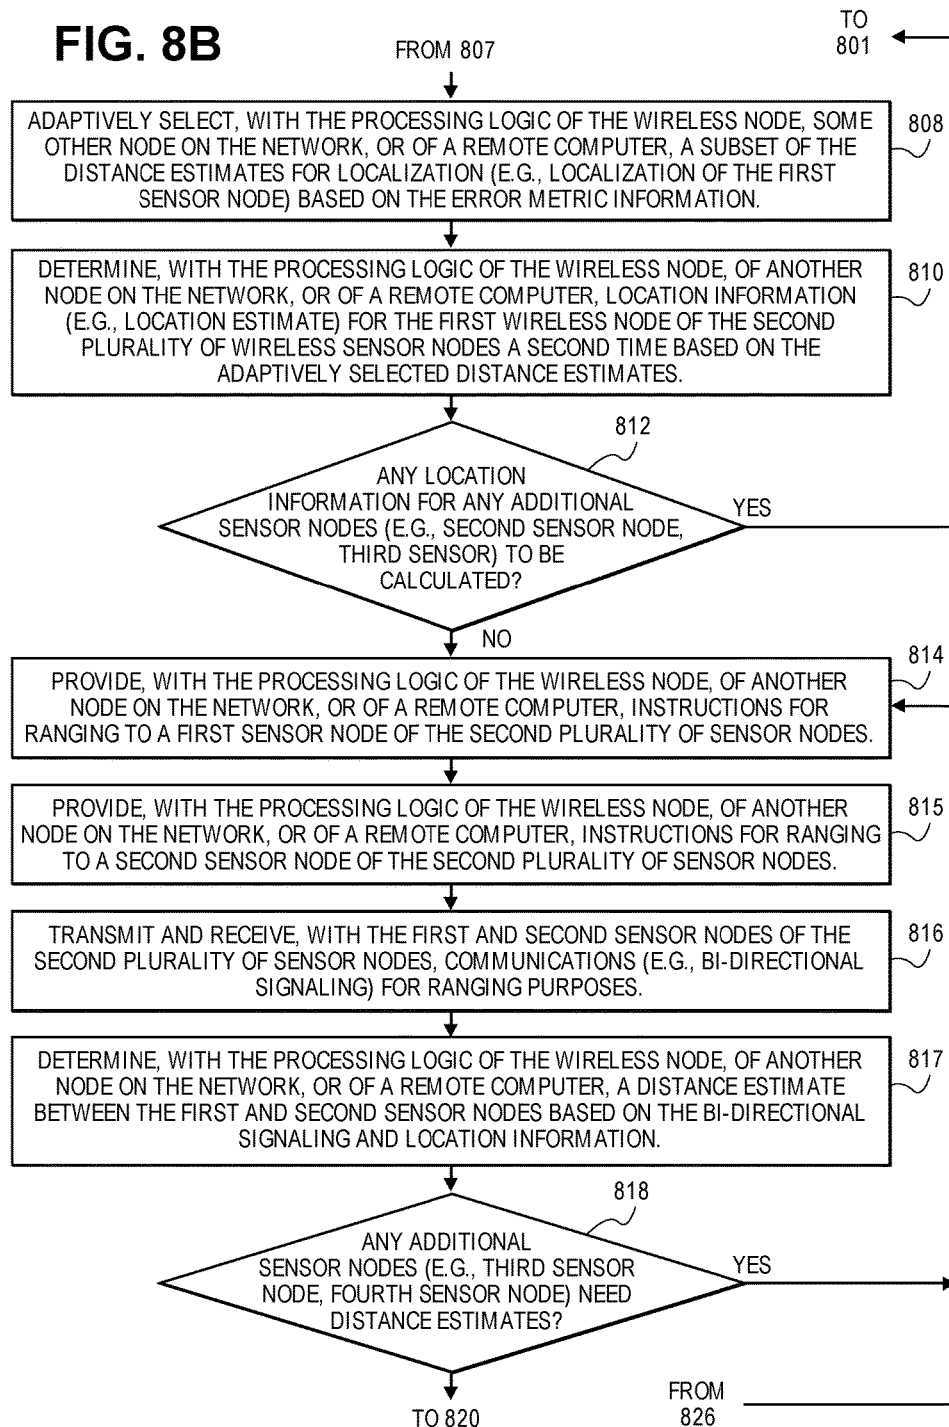 FIG. 8B
FROM 807
TO
801
ADAPTIVELY SELECT, WITH THE PROCESSING LOGIC OF THE WIRELESS NODE, SOME
OTHER NODE ON THE NETWORK, OR OF A REMOTE COMPUTER, A SUBSET OF THE
DISTANCE ESTIMATES FOR LOCALIZATION (E.G., LOCALIZATION OF THE FIRST
SENSOR NODE) BASED ON THE ERROR METRIC INFORMATION.
808
DETERMINE, WITH THE PROCESSING LOGIC OF THE WIRELESS NODE, OF ANOTHER
NODE ON THE NETWORK, OR OF A REMOTE COMPUTER, LOCATION INFORMATION
(E.G., LOCATION ESTIMATE) FOR THE FIRST WIRELESS NODE OF THE SECOND
PLURALITY OF WIRELESS SENSOR NODES A SECOND TIME BASED ON THE
ADAPTIVELY SELECTED DISTANCE ESTIMATES.
810
812
ANY LOCATION
INFORMATION FOR ANY ADDITIONAL
SENSOR NODES (E.G., SECOND SENSOR NODE,
THIRD SENSOR) TO BE
CALCULATED?
YES
NO
PROVIDE, WITH THE PROCESSING LOGIC OF THE WIRELESS NODE, OF ANOTHER
NODE ON THE NETWORK, OR OF A REMOTE COMPUTER, INSTRUCTIONS FOR
RANGING TO A FIRST SENSOR NODE OF THE SECOND PLURALITY OF SENSOR NODES.
814
PROVIDE, WITH THE PROCESSING LOGIC OF THE WIRELESS NODE, OF ANOTHER
NODE ON THE NETWORK, OR OF A REMOTE COMPUTER, INSTRUCTIONS FOR RANGING
TO A SECOND SENSOR NODE OF THE SECOND PLURALITY OF SENSOR NODES.
815
TRANSMIT AND RECEIVE, WITH THE FIRST AND SECOND SENSOR NODES OF THE
SECOND PLURALITY OF SENSOR NODES, COMMUNICATIONS (E.G., BI-DIRECTIONAL
SIGNALING) FOR RANGING PURPOSES.
816
DETERMINE, WITH THE PROCESSING LOGIC OF THE WIRELESS NODE, OF ANOTHER
NODE ON THE NETWORK, OR OF A REMOTE COMPUTER, A DISTANCE ESTIMATE
BETWEEN THE FIRST AND SECOND SENSOR NODES BASED ON THE BI-DIRECTIONAL
SIGNALING AND LOCATION INFORMATION.
817
818
ANY ADDITIONAL
SENSOR NODES (E.G., THIRD SENSOR
NODE, FOURTH SENSOR NODE) NEED
DISTANCE ESTIMATES?
YES
TO 820
FROM
826